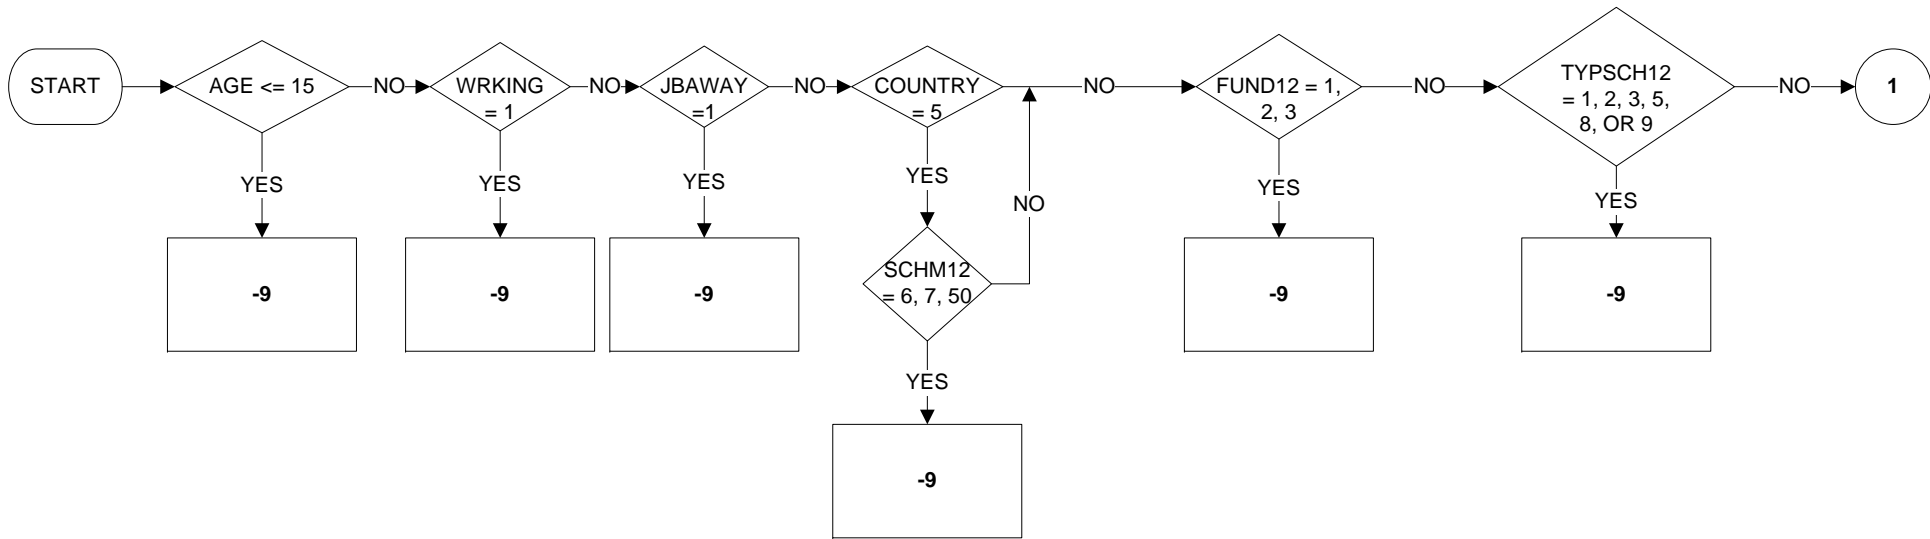 START
AGE <= 15
NO
WRKING
= 1
NO
JBAWAY
=1
NO
COUNTRY
= 5
NO
FUND12 = 1,
2, 3
NO
TYPSCH12
= 1, 2, 3, 5,
8, OR 9
NO
1
YES
YES
YES
YES
YES
YES
NO
SCHM12
= 6, 7, 50
-9
-9
-9
-9
-9
YES
-9